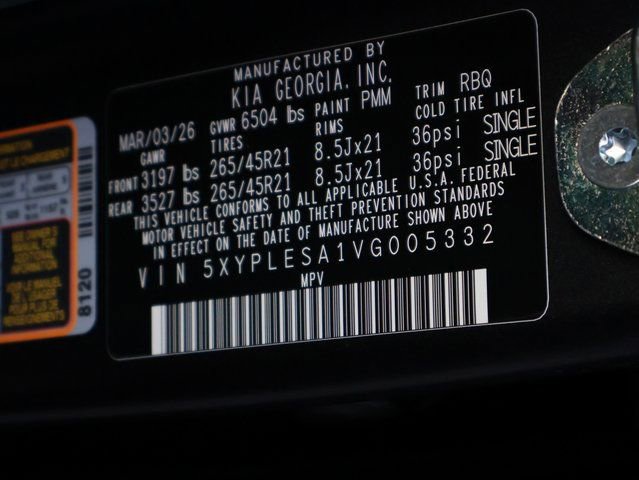 MANUFACTURED BY
KIA GEORGIA, INC.
MAR/03/26 GVWR 6504 lbs PAINT PMM TRIM RBQ
GAWR TIRES RIMS COLD TIRE INFL
FRONT 3197 lbs 265/45R21 8.5Jx21 36psi SINGLE
REAR 3527 lbs 265/45R21 8.5Jx21 36psi SINGLE
THIS VEHICLE CONFORMS TO ALL APPLICABLE U.S.A. FEDERAL
MOTOR VEHICLE SAFETY AND THEFT PREVENTION STANDARDS
IN EFFECT ON THE DATE OF MANUFACTURE SHOWN ABOVE
VIN 5XYPLESA1VG005332
MPV
8120